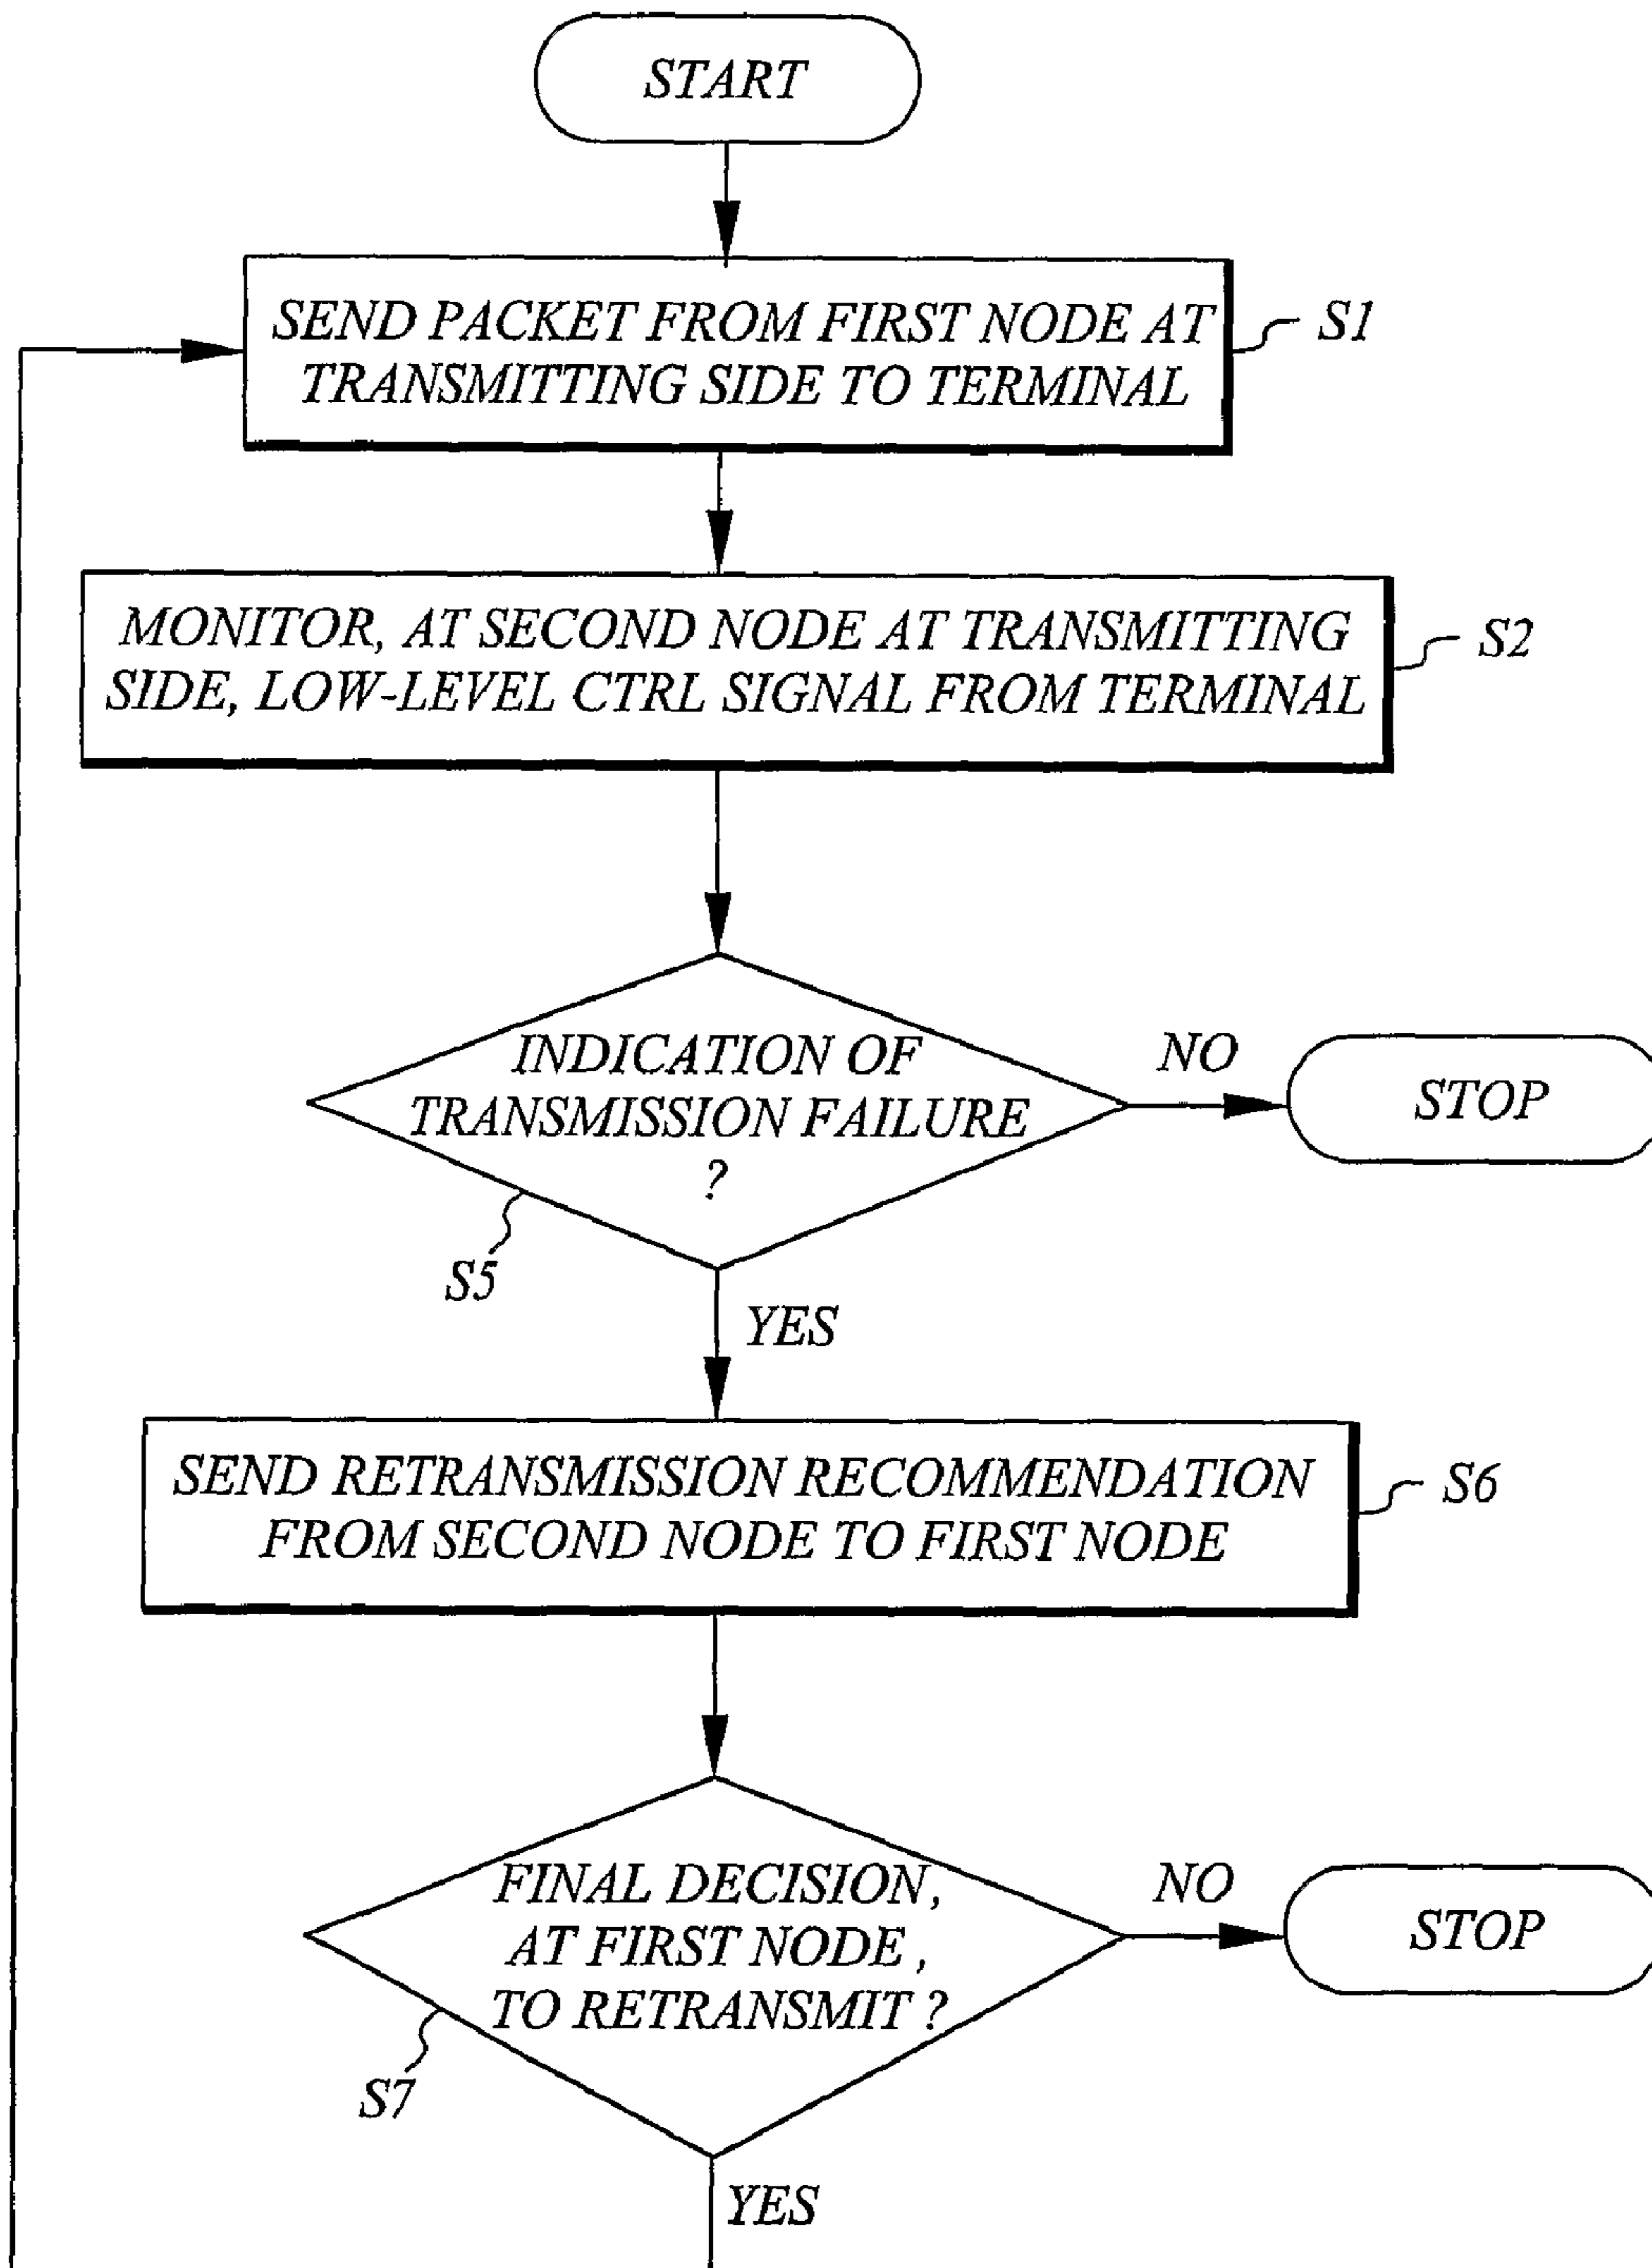 START
SEND PACKET FROM FIRST NODE AT
TRANSMITTING SIDE TO TERMINAL
S1
MONITOR, AT SECOND NODE AT TRANSMITTING
SIDE, LOW-LEVEL CTRL SIGNAL FROM TERMINAL
S2
INDICATION OF
TRANSMISSION FAILURE
?
NO
STOP
S5
YES
SEND RETRANSMISSION RECOMMENDATION
FROM SECOND NODE TO FIRST NODE
S6
FINAL DECISION,
AT FIRST NODE,
TO RETRANSMIT?
NO
STOP
S7
YES